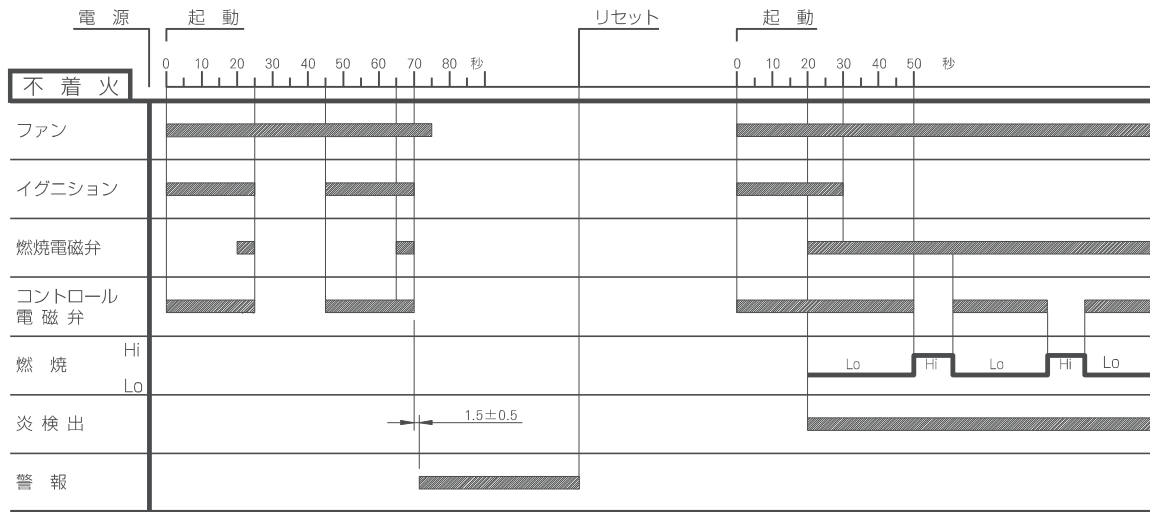 電 源
起 動
リセット
起 動
0 10 20 30 40 50 60 70 80 秒
0 10 20 30 40 50 秒
不 着 火
ファン
イグニション
燃焼電磁弁
コントロール
電 磁 弁
燃 焼
Hi
Lo
Lo Hi Lo Hi Lo
炎 検 出
1.5±0.5
警 報